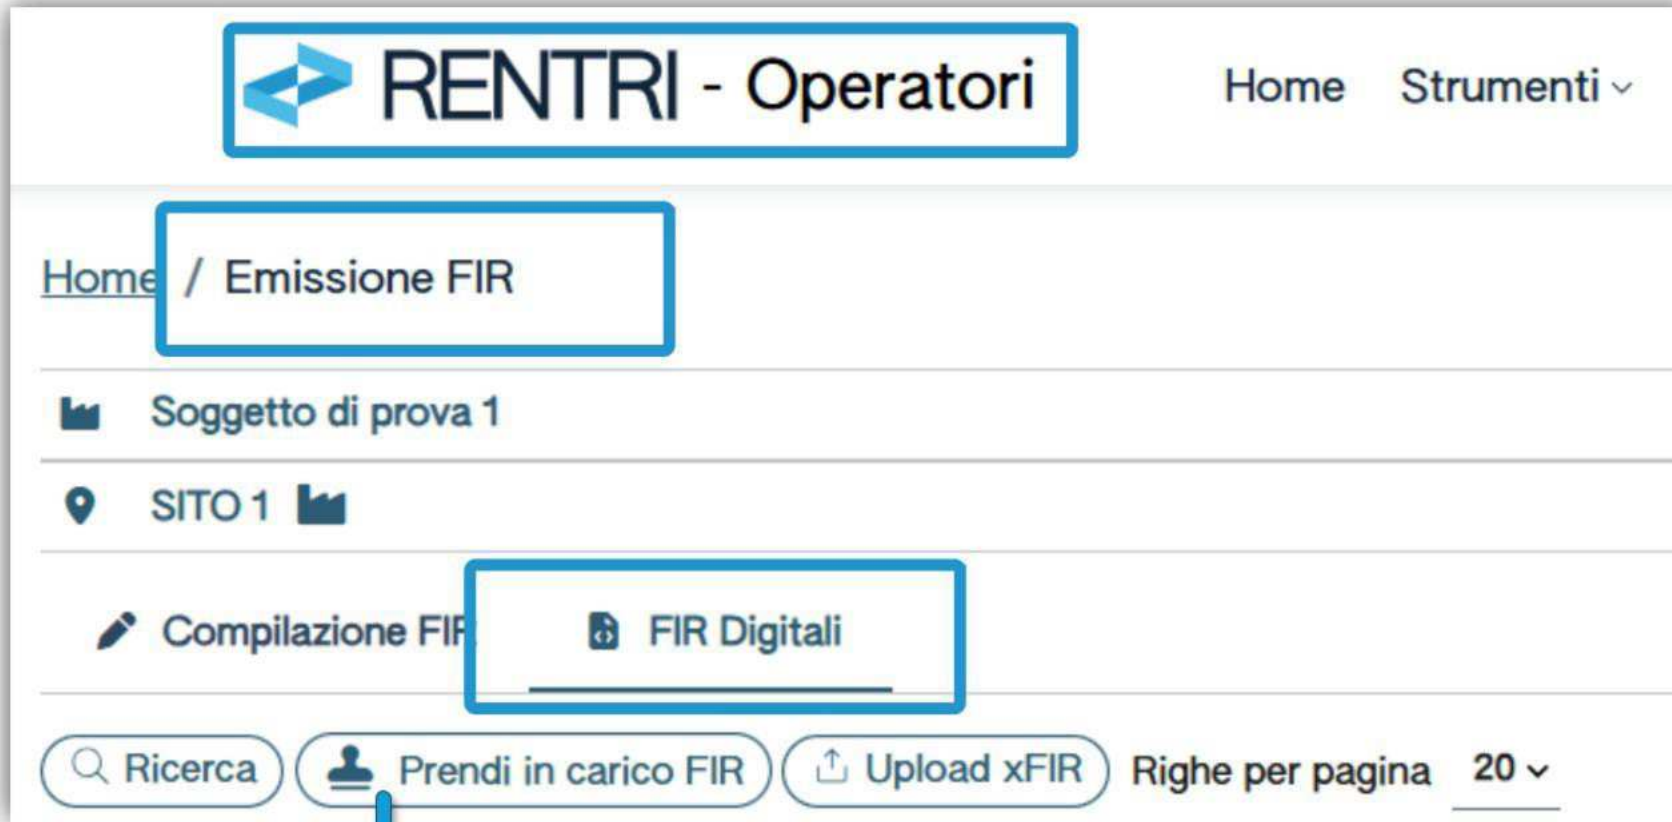 RENTRI - Operatori Home Strumenti
Home / Emissione FIR
Soggetto di prova 1
SITO 1
Compilazione FIR FIR Digitali
Ricerca Prendi in carico FIR Upload xFIR Righe per pagina 20